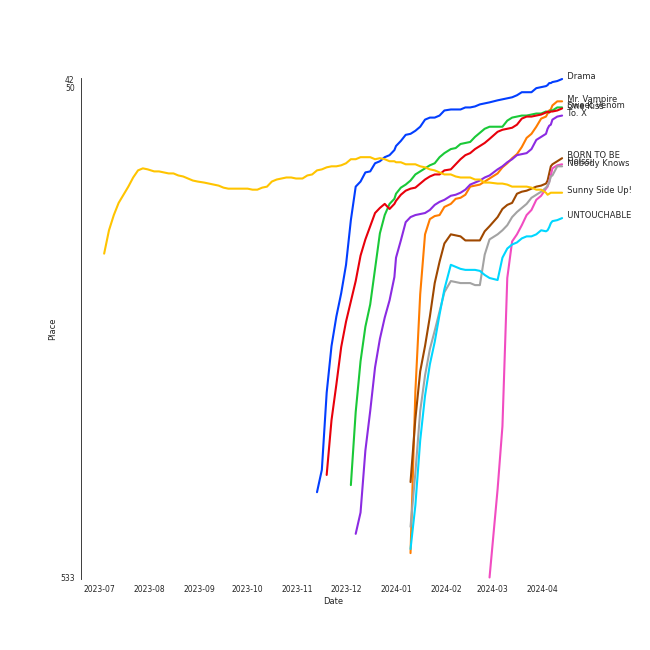 42
50
Drama
Mr. Vampire
Sweet Venom
To. X
BORN TO BE
Nobody Knows
Sunny Side Up!
UNTOUCHABLE
Place
533
2023-07
2023-08
2023-09
2023-10
2023-11
2023-12
2024-01
2024-02
2024-03
2024-04
Date